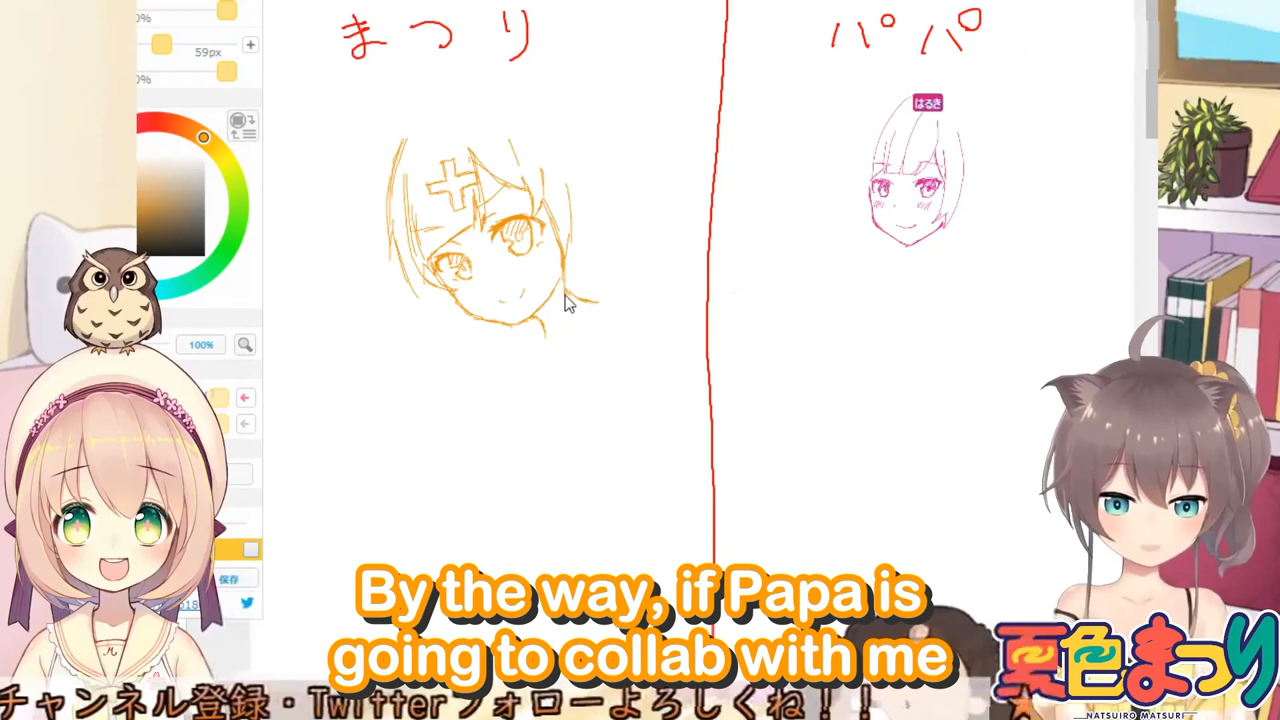 0%
59px
0%
まつり
パパ
はるき
100%
保存
By the way, if Papa is
going to collab with me
夏色まつり
NATSUIRO MATSURI
チャンネル登録・Twitterフォローよろしくね！！